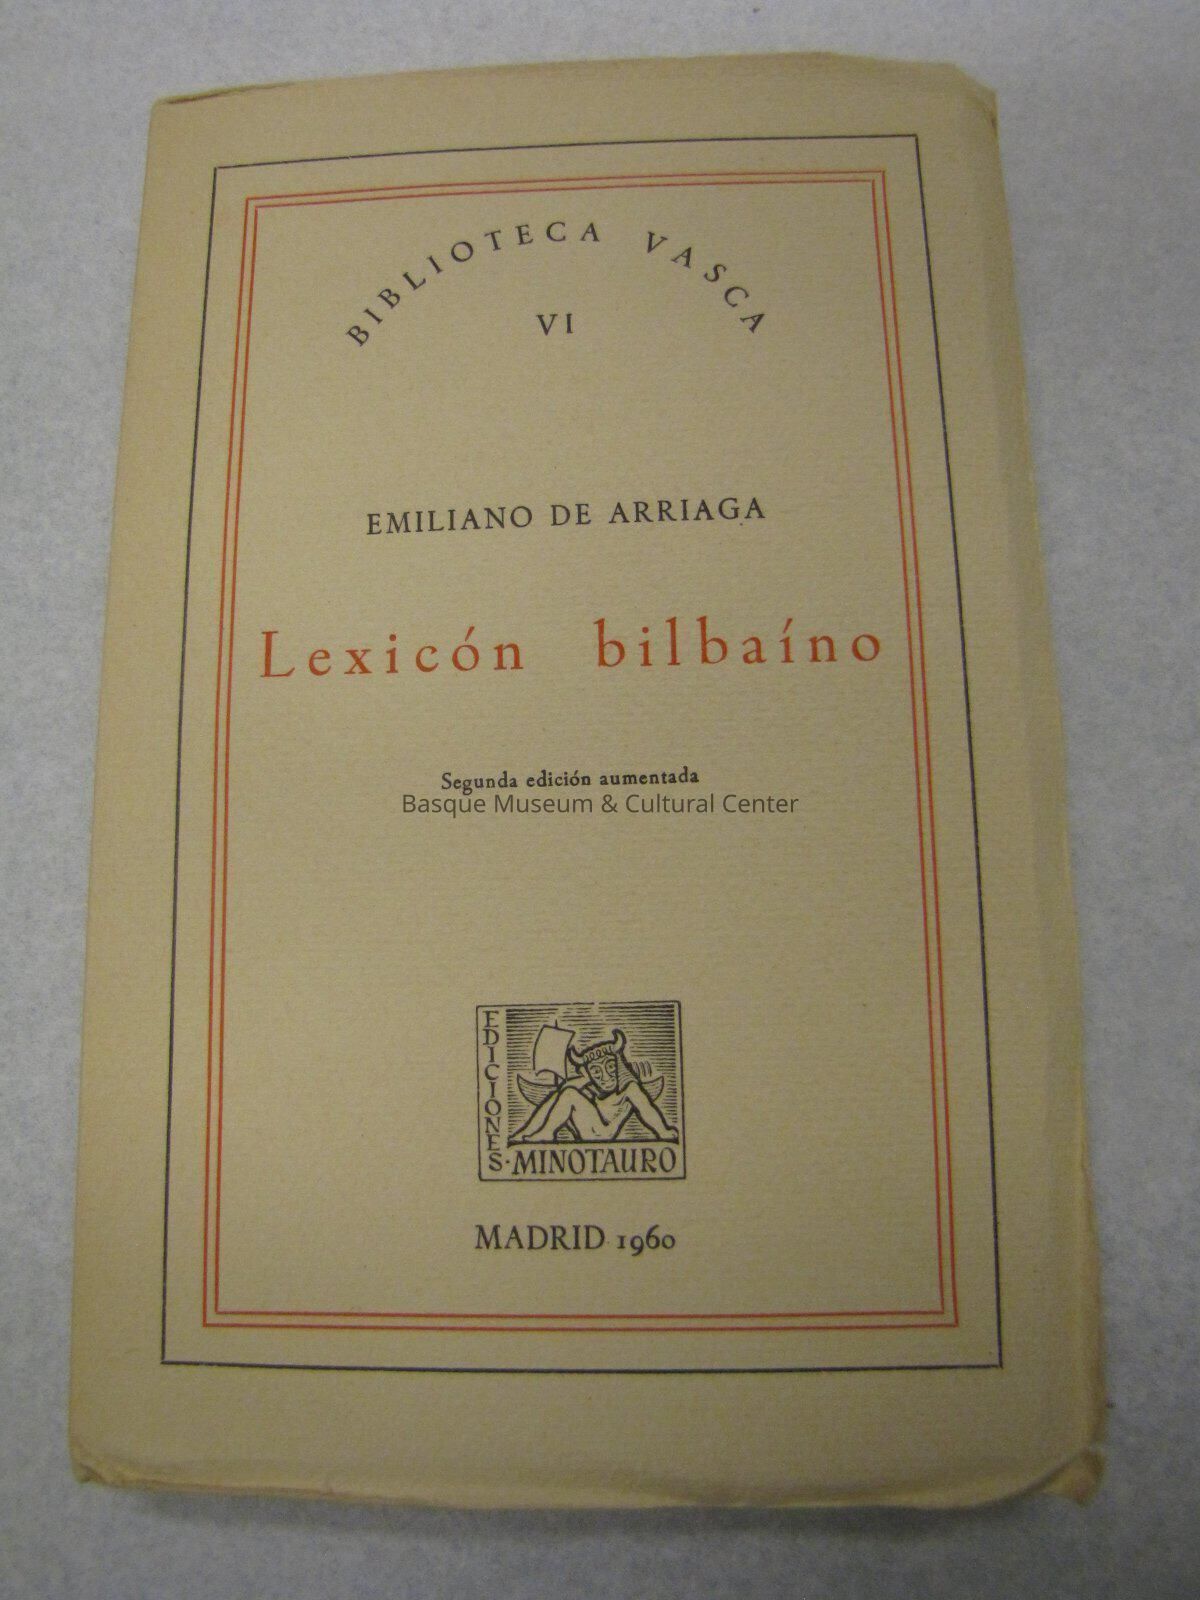 BIBLIOTECA VASCA
VI
EMILIANO DE ARRIAGA
Lexicón bilbaíno
Segunda edición aumentada
Basque Museum & Cultural Center
EDICIONES·MINOTAURO
MADRID 1960